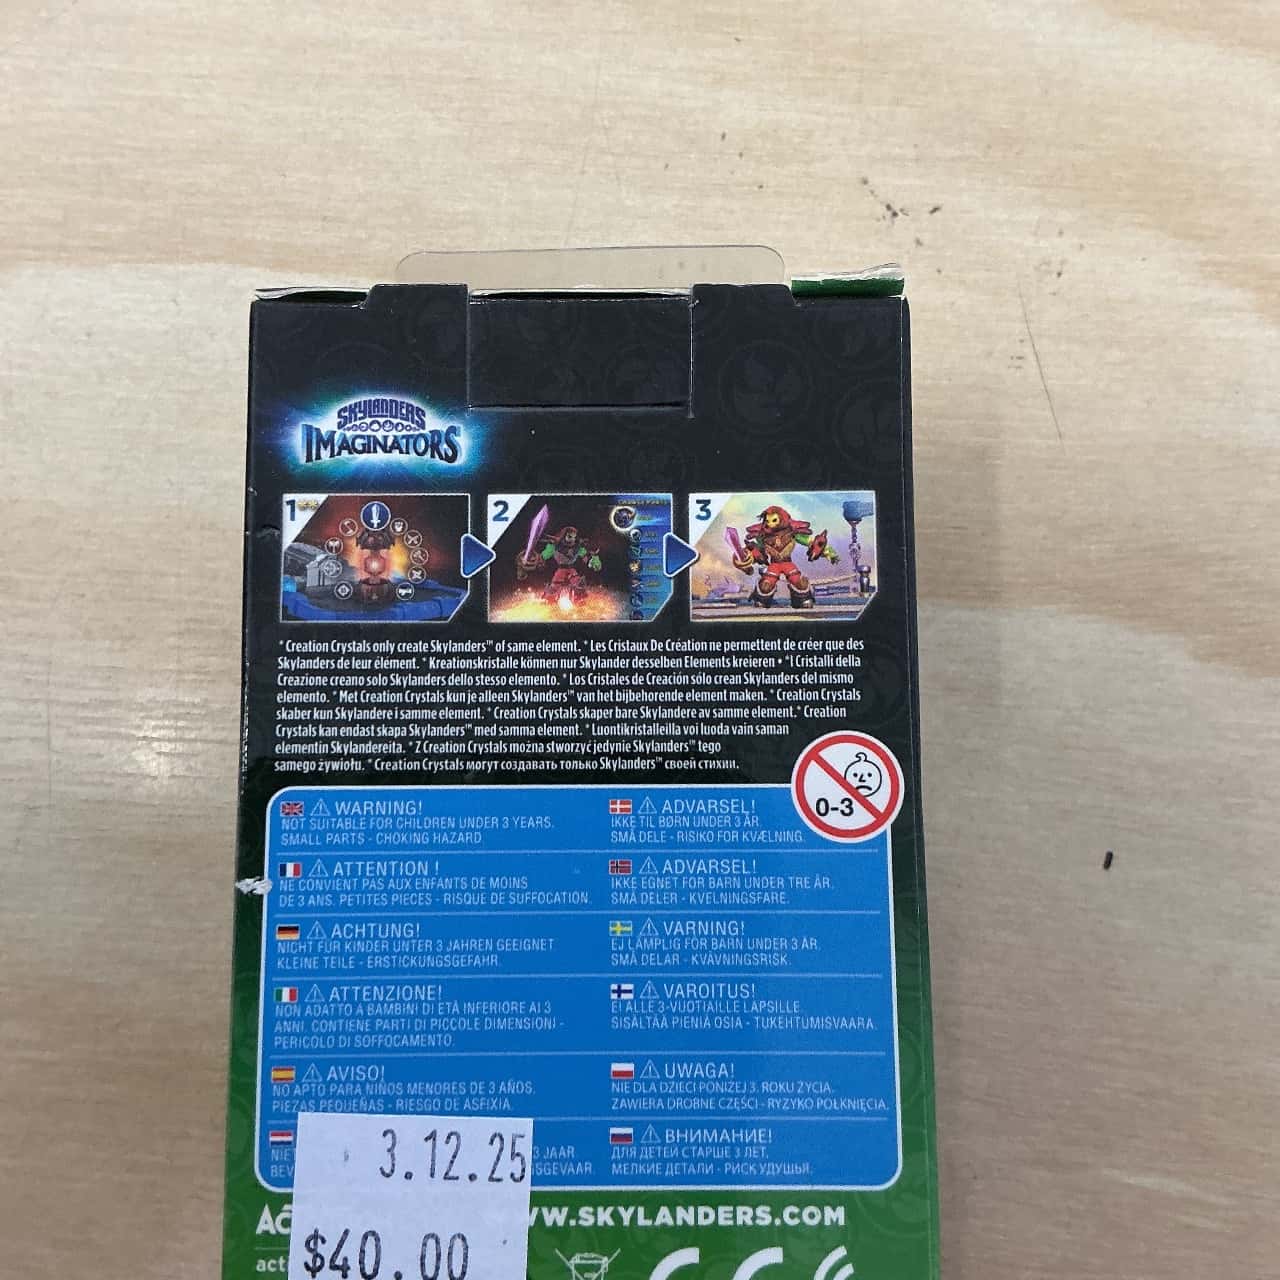 SKYLANDERS
IMAGINATORS
1
2
3
* Creation Crystals only create Skylanders™ of same element. * Les Cristaux De Création ne permettent de créer que des
Skylanders de leur élément. * Kreationskristalle können nur Skylander desselben Elements kreieren • *I Cristalli della
Creazione creano solo Skylanders dello stesso elemento. * Los Cristales de Creación sólo crean Skylanders del mismo
elemento. * Met Creation Crystals kun je alleen Skylanders™ van het bijbehorende element maken. * Creation Crystals
skaber kun Skylandere i samme element. * Creation Crystals skaper bare Skylandere av samme element.* Creation
Crystals kan endast skapa Skylanders™ med samma element. * Luontikristalleilla voi luoda vain saman
elementin Skylandereita. * Z Creation Crystals można stworzyć jedynie Skylanders™ tego
samego żywiołu. * Creation Crystals могут создавать только Skylanders™ своей стихии.
0-3
WARNING!
NOT SUITABLE FOR CHILDREN UNDER 3 YEARS.
SMALL PARTS - CHOKING HAZARD.
ATTENTION !
NE CONVIENT PAS AUX ENFANTS DE MOINS
DE 3 ANS. PETITES PIECES - RISQUE DE SUFFOCATION.
ACHTUNG!
NICHT FÜR KINDER UNTER 3 JAHREN GEEIGNET.
KLEINE TEILE - ERSTICKUNGSGEFAHR.
ATTENZIONE!
NON ADATTO A BAMBINI DI ETÀ INFERIORE AI 3
ANNI. CONTIENE PARTI DI PICCOLE DIMENSIONI -
PERICOLO DI SOFFOCAMENTO.
AVISO!
NO APTO PARA NIÑOS MENORES DE 3 AÑOS.
PIEZAS PEQUEÑAS - RIESGO DE ASFIXIA.
3 JAAR.
ADVARSEL!
IKKE TIL BØRN UNDER 3 ÅR.
SMÅ DELE - RISIKO FOR KVÆLNING.
ADVARSEL!
IKKE EGNET FOR BARN UNDER TRE ÅR.
SMÅ DELER - KVELNINGSFARE.
VARNING!
EJ LÄMPLIG FÖR BARN UNDER 3 ÅR.
SMÅ DELAR - KVÄVNINGSRISK.
VAROITUS!
EI ALLE 3-VUOTIAILLE LAPSILLE.
SISÄLTÄÄ PIENIÄ OSIA - TUKEHTUMISVAARA.
UWAGA!
NIE DLA DZIECI PONIŻEJ 3. ROKU ŻYCIA.
ZAWIERA DROBNE CZĘŚCI - RYZYKO POŁKNIĘCIA.
ВНИМАНИЕ!
ДЛЯ ДЕТЕЙ СТАРШЕ 3 ЛЕТ.
МЕЛКИЕ ДЕТАЛИ - РИСК УДУШЬЯ.
3.12.25
$40.00
W.SKYLANDERS.COM
acti
CE